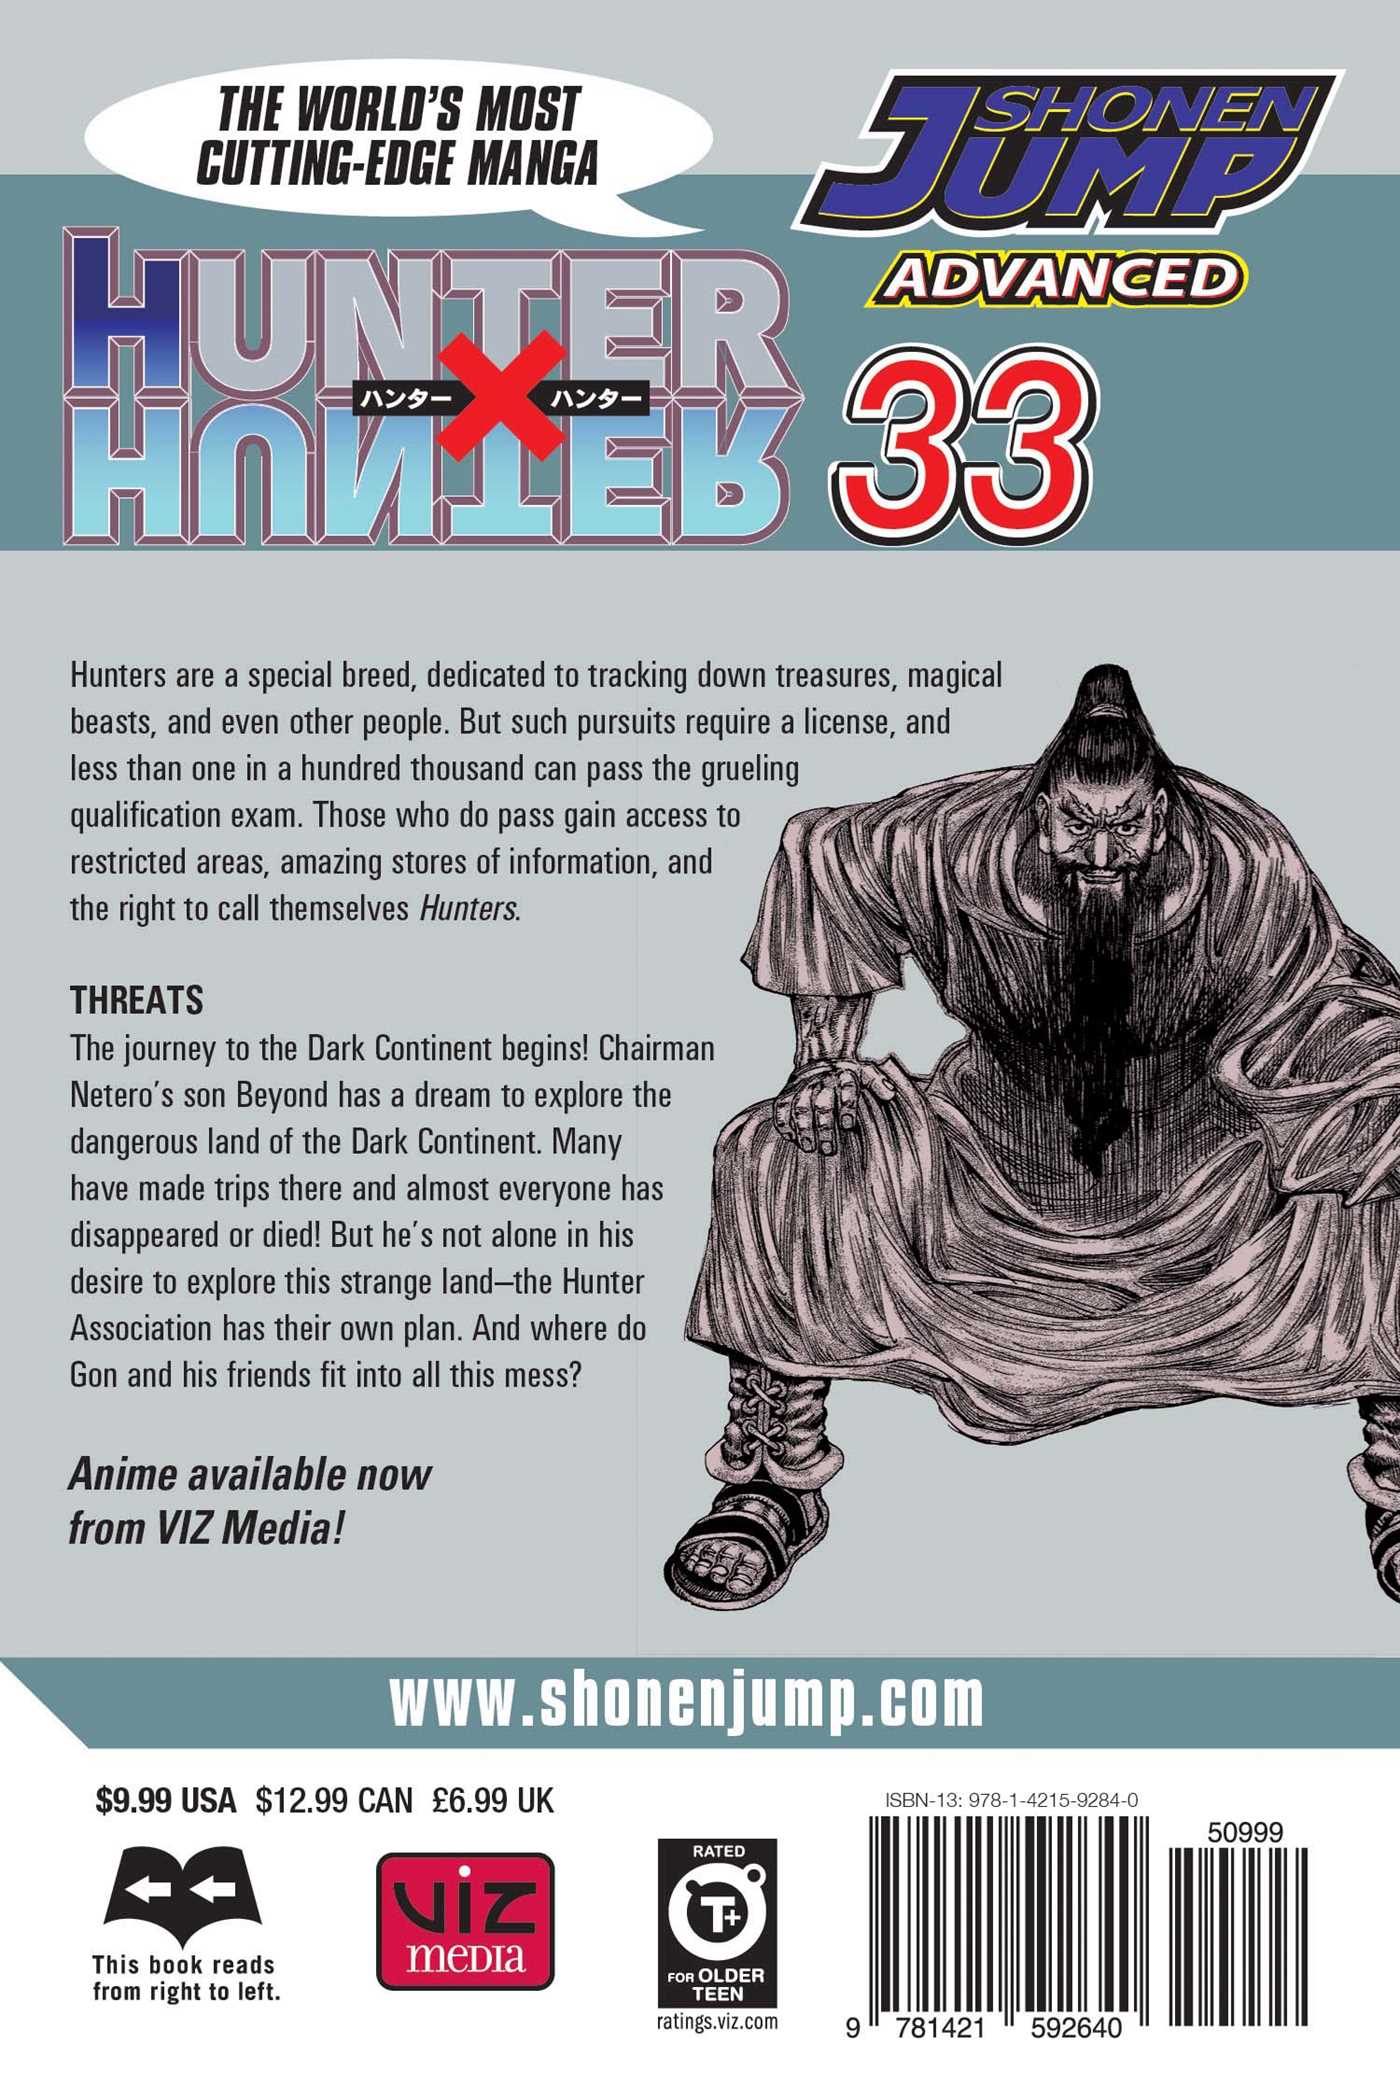 THE WORLD'S MOST
CUTTING-EDGE MANGA
SHONEN
JUMP
ADVANCED
HUNTER
ハンター × ハンター
HUNTER
33
Hunters are a special breed, dedicated to tracking down treasures, magical
beasts, and even other people. But such pursuits require a license, and
less than one in a hundred thousand can pass the grueling
qualification exam. Those who do pass gain access to
restricted areas, amazing stores of information, and
the right to call themselves Hunters.
THREATS
The journey to the Dark Continent begins! Chairman
Netero's son Beyond has a dream to explore the
dangerous land of the Dark Continent. Many
have made trips there and almost everyone has
disappeared or died! But he's not alone in his
desire to explore this strange land—the Hunter
Association has their own plan. And where do
Gon and his friends fit into all this mess?
Anime available now
from VIZ Media!
www.shonenjump.com
$9.99 USA $12.99 CAN £6.99 UK
This book reads
from right to left.
VIZ
MEDIA
RATED
T+
FOR OLDER
TEEN
ratings.viz.com
ISBN-13: 978-1-4215-9284-0
50999
9 781421 592640